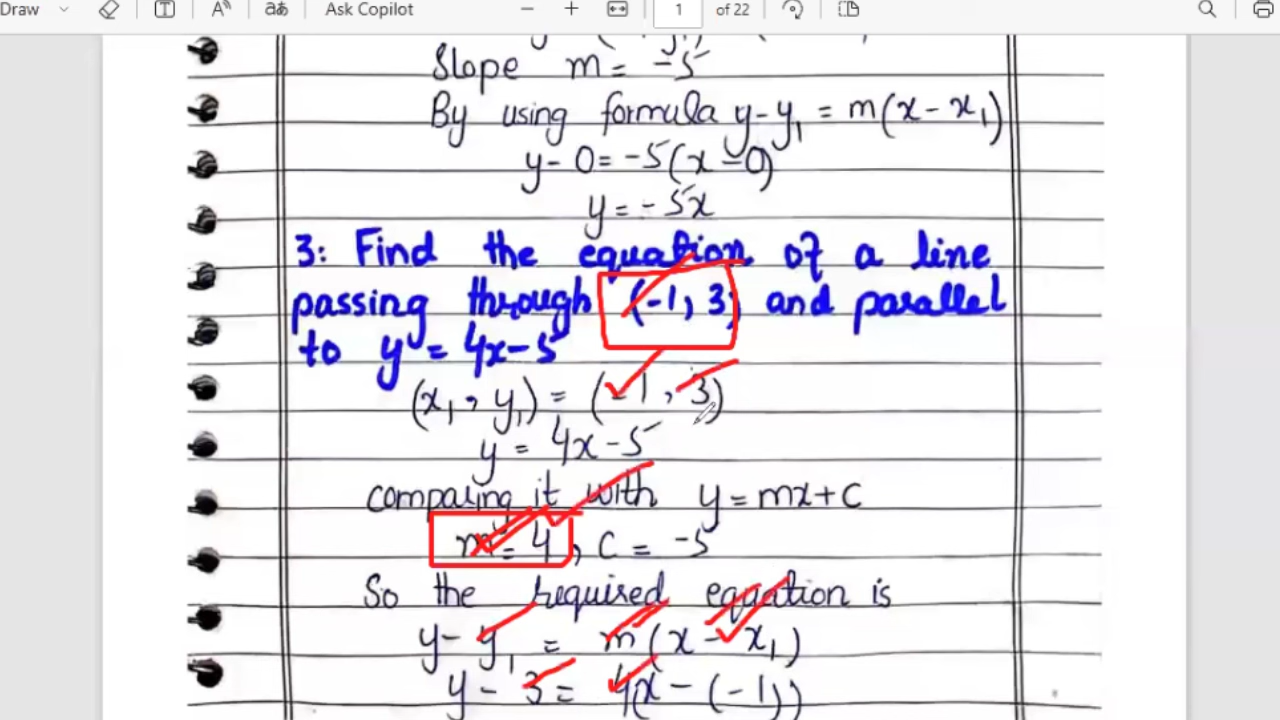 Draw
Ask Copilot
1 of 22
Slope m = -5
By using formula y-y₁ = m(x-x₁)
y-0=-5(x-0)
y=-5x
3: Find the equation of a line
passing through (-1, 3) and parallel
to y = 4x-5
(x₁, y₁) = (-1, 3)
y = 4x-5
comparing it with y=mx+c
m = 4, C = -5
So the required equation is
y-y₁ = m(x-x₁)
y-3= 4(x-(-1))